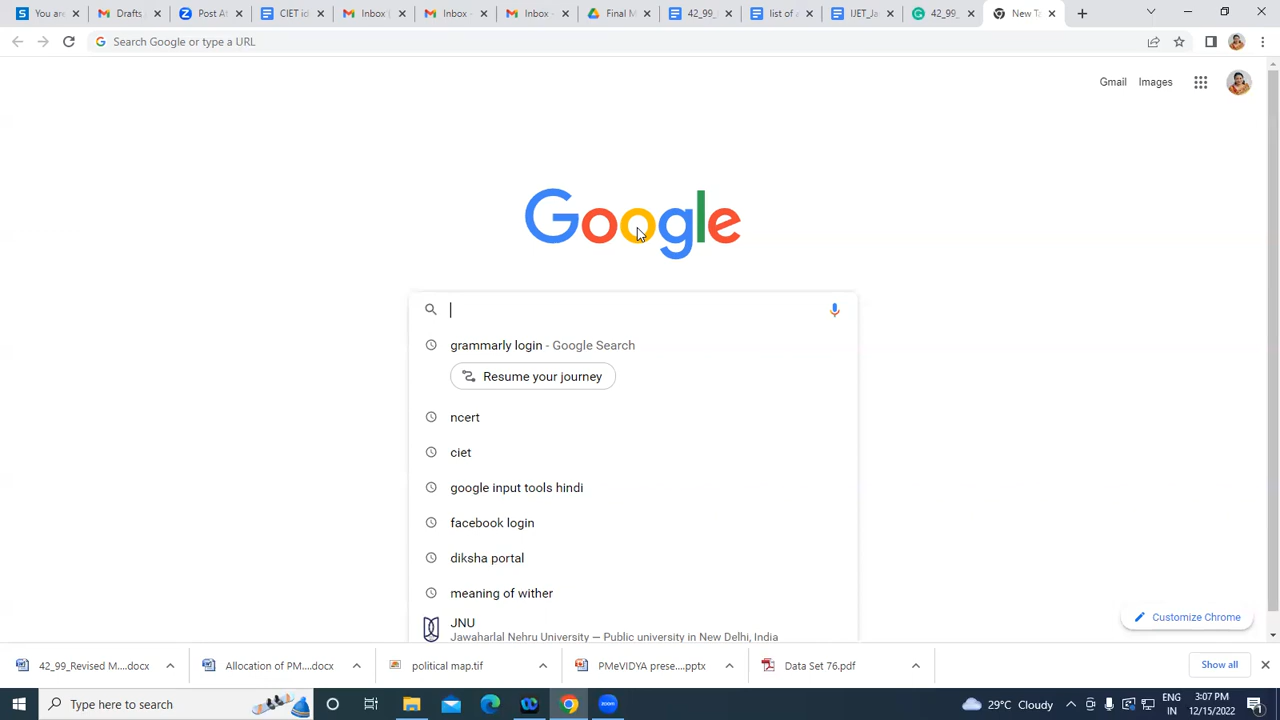 You are
Drafts
Post At
CIET id
Inbox (
Inbox -
Inbox -
Final M
42_99_
list of a
IJET_Ja
42_99_
New Ta
Search Google or type a URL
Gmail Images
Google
grammarly login - Google Search
Resume your journey
ncert
ciet
google input tools hindi
facebook login
diksha portal
meaning of wither
JNU
Jawaharlal Nehru University — Public university in New Delhi, India
Customize Chrome
42_99_Revised M....docx
Allocation of PM....docx
political map.tif
PMeVIDYA prese....pptx
Data Set 76.pdf
Show all
Type here to search
29°C Cloudy
ENG
IN
3:07 PM
12/15/2022